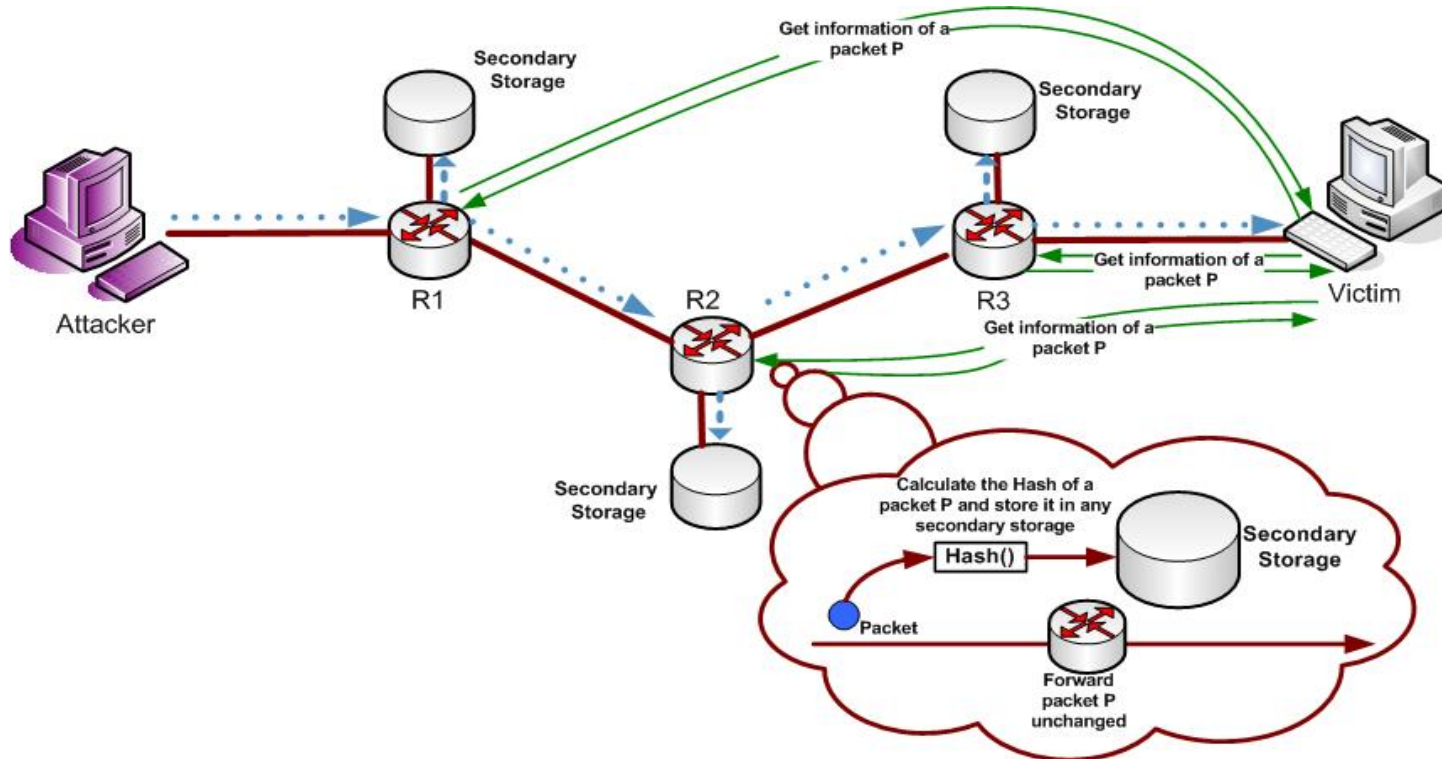 Get information of a
packet P
Secondary
Storage
Secondary
Storage
Attacker
R1
R2
R3
Get information of a
packet P
Victim
Get information of a
packet P
Secondary
Storage
Calculate the Hash of a
packet P and store it in any
secondary storage
Hash()
Secondary
Storage
Packet
Forward
packet P
unchanged